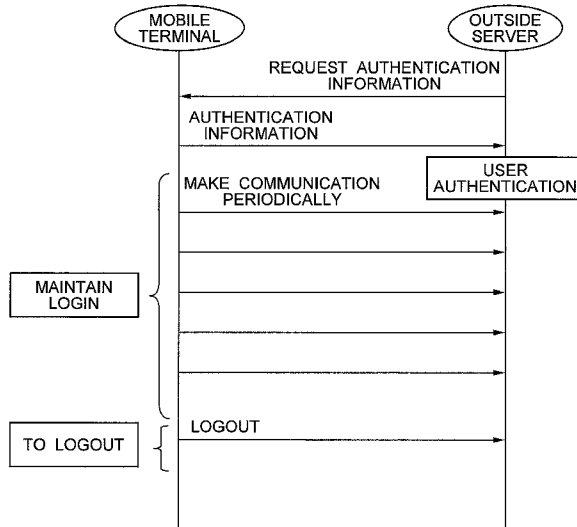 MOBILE
TERMINAL
OUTSIDE
SERVER
REQUEST AUTHENTICATION
INFORMATION
AUTHENTICATION
INFORMATION
USER
AUTHENTICATION
MAKE COMMUNICATION
PERIODICALLY
MAINTAIN
LOGIN
LOGOUT
TO LOGOUT